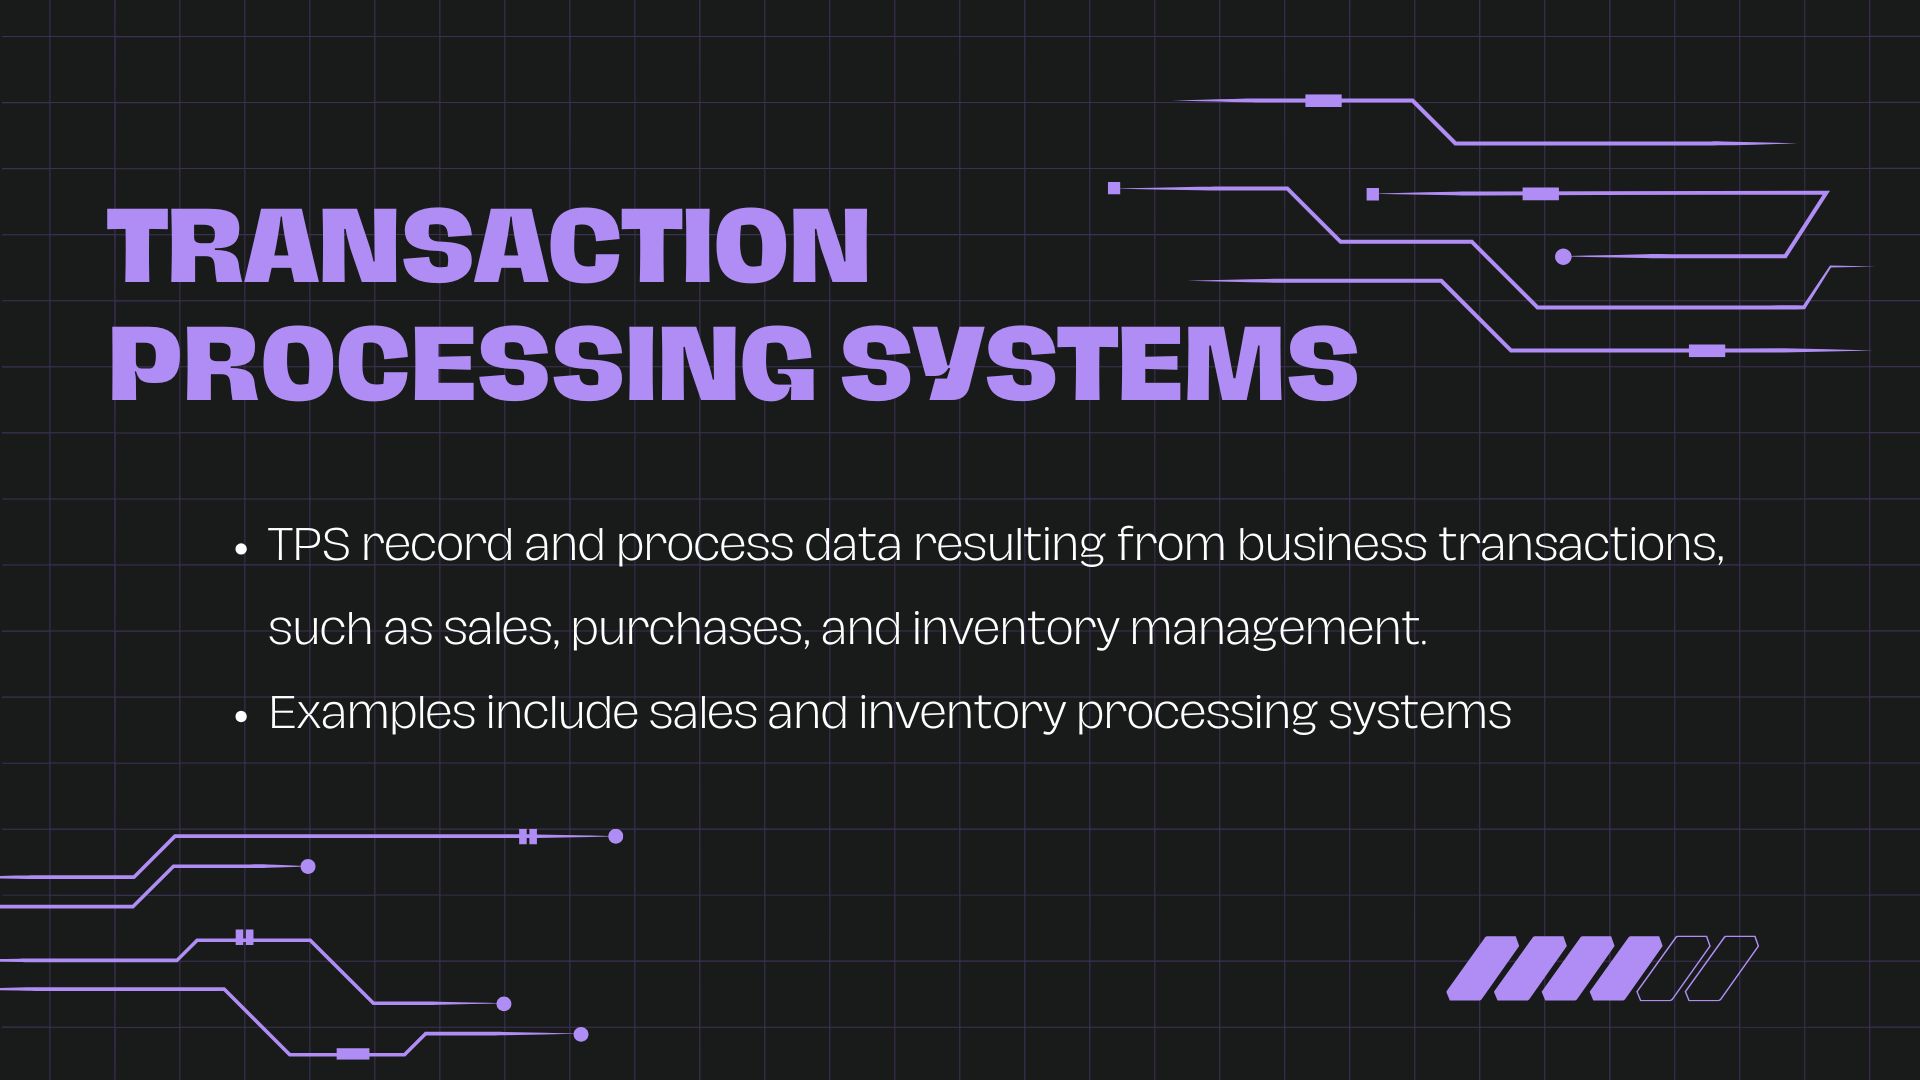 TRANSACTION
PROCESSING SYSTEMS
• TPS record and process data resulting from business transactions,
such as sales, purchases, and inventory management.
• Examples include sales and inventory processing systems